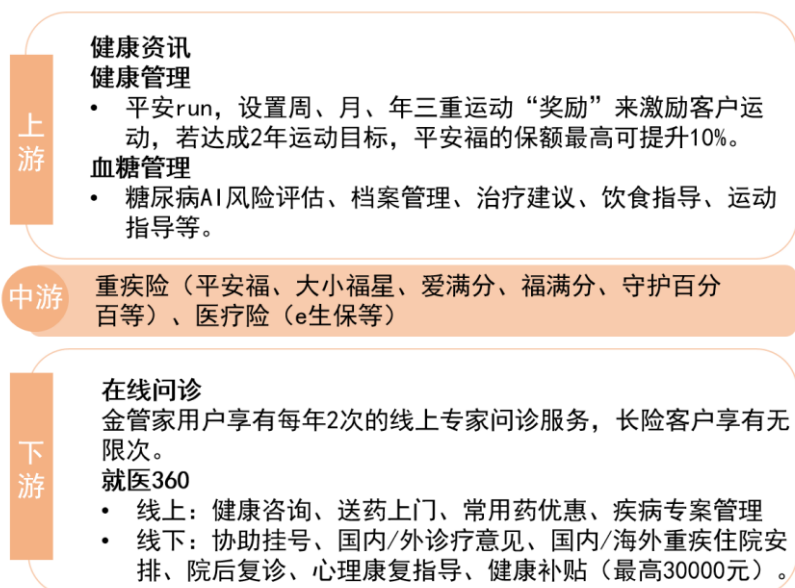 上游
健康资讯
健康管理
• 平安run，设置周、月、年三重运动“奖励”来激励客户运
动，若达成2年运动目标，平安福的保额最高可提升10%。
血糖管理
• 糖尿病AI风险评估、档案管理、治疗建议、饮食指导、运动
指导等。
中游
重疾险（平安福、大小福星、爱满分、福满分、守护百分
百等）、医疗险（e生保等）
下游
在线问诊
金管家用户享有每年2次的线上专家问诊服务，长险客户享有无
限次。
就医360
• 线上：健康咨询、送药上门、常用药优惠、疾病专案管理
• 线下：协助挂号、国内/外诊疗意见、国内/海外重疾住院安
排、院后复诊、心理康复指导、健康补贴（最高30000元）。